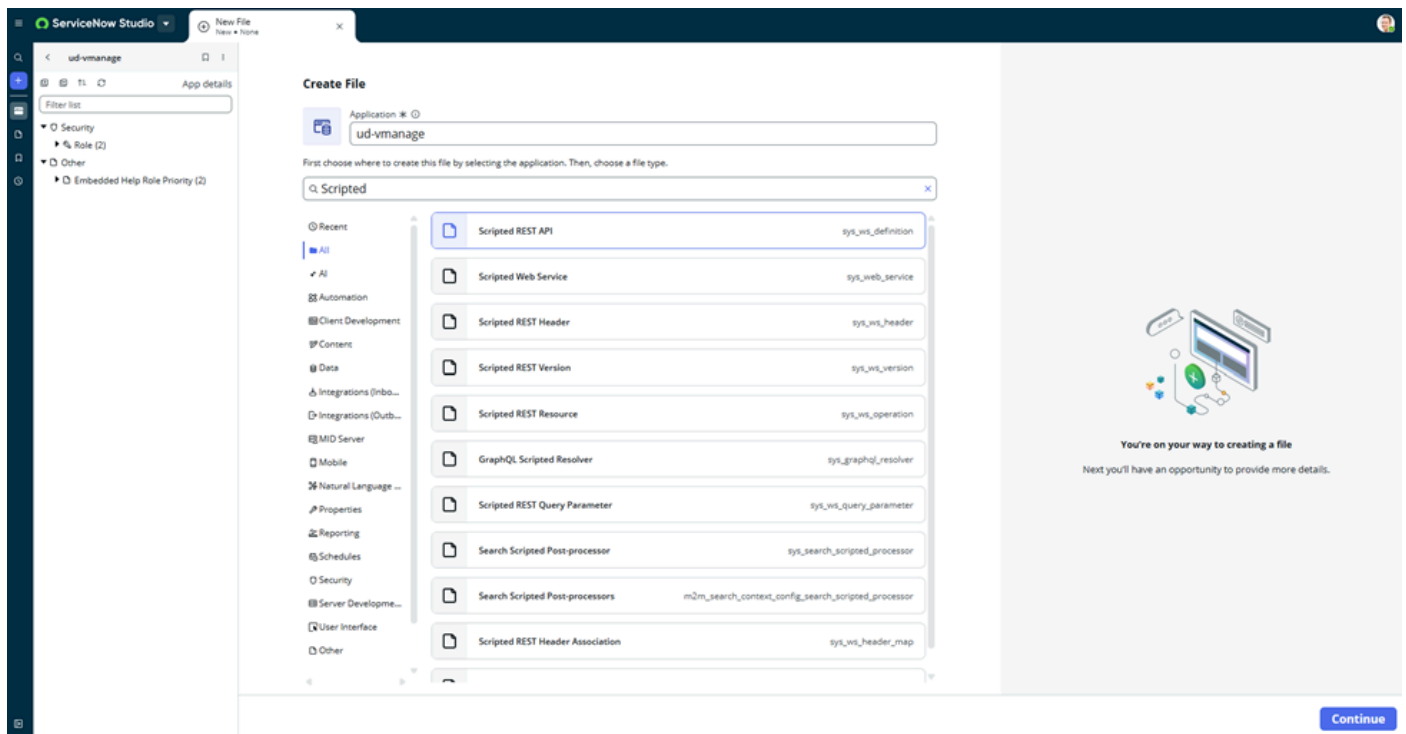 ServiceNow Studio
New File
New • None
ud-vmanage
App details
Filter list
Security
Role (2)
Other
Embedded Help Role Priority (2)
Create File
Application
ud-vmanage
First choose where to create this file by selecting the application. Then, choose a file type.
Scripted
Recent
All
AI
Automation
Client Development
Content
Data
Integrations (Inbo...
Integrations (Outb...
MID Server
Mobile
Natural Language ...
Properties
Reporting
Schedules
Security
Server Developme...
User Interface
Other
Scripted REST API sys_ws_definition
Scripted Web Service sys_web_service
Scripted REST Header sys_ws_header
Scripted REST Version sys_ws_version
Scripted REST Resource sys_ws_operation
GraphQL Scripted Resolver sys_graphql_resolver
Scripted REST Query Parameter sys_ws_query_parameter
Search Scripted Post-processor sys_search_scripted_processor
Search Scripted Post-processors m2m_search_context_config_search_scripted_processor
Scripted REST Header Association sys_ws_header_map
You're on your way to creating a file
Next you'll have an opportunity to provide more details.
Continue